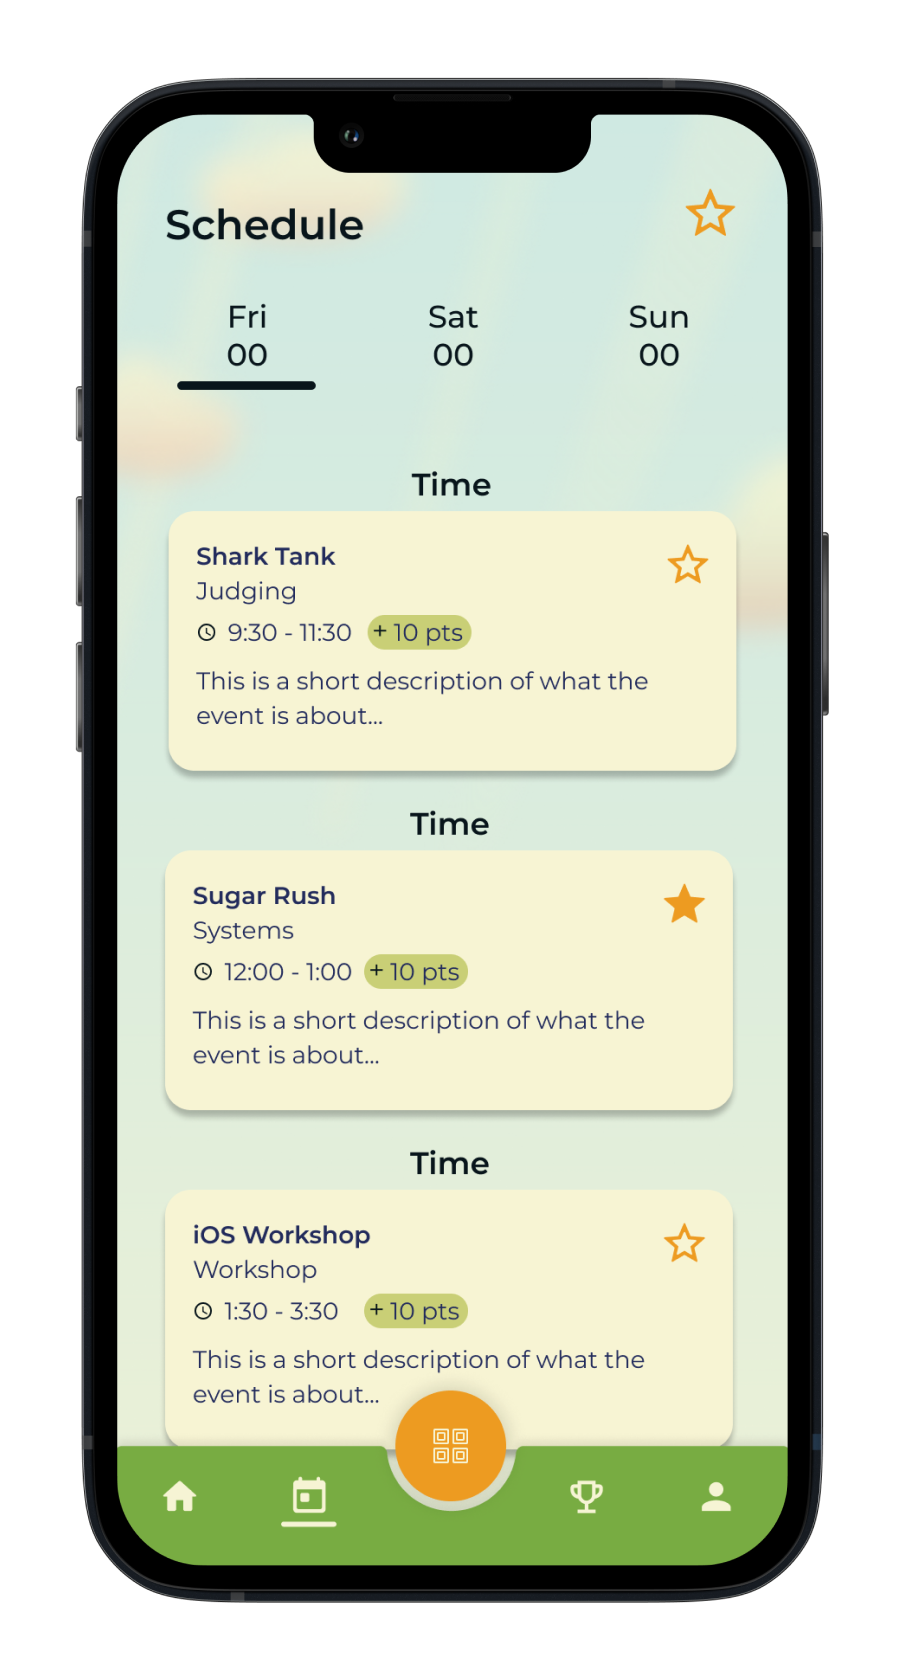 Schedule
Fri
00
Sat
00
Sun
00
Time
Shark Tank
Judging
9:30 - 11:30 + 10 pts
This is a short description of what the
event is about...
Time
Sugar Rush
Systems
12:00 - 1:00 + 10 pts
This is a short description of what the
event is about...
Time
iOS Workshop
Workshop
1:30 - 3:30 + 10 pts
This is a short description of what the
event is about...